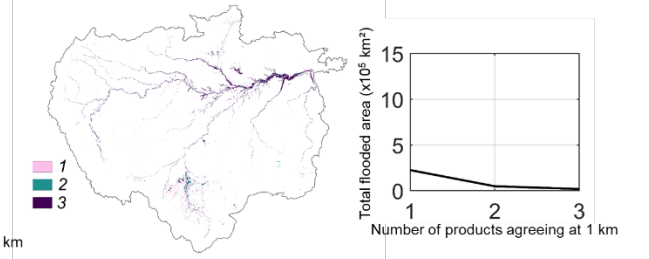 1
2
3
km
Total flooded area (x10⁵ km²)
15
10
5
0
1 2 3
Number of products agreeing at 1 km